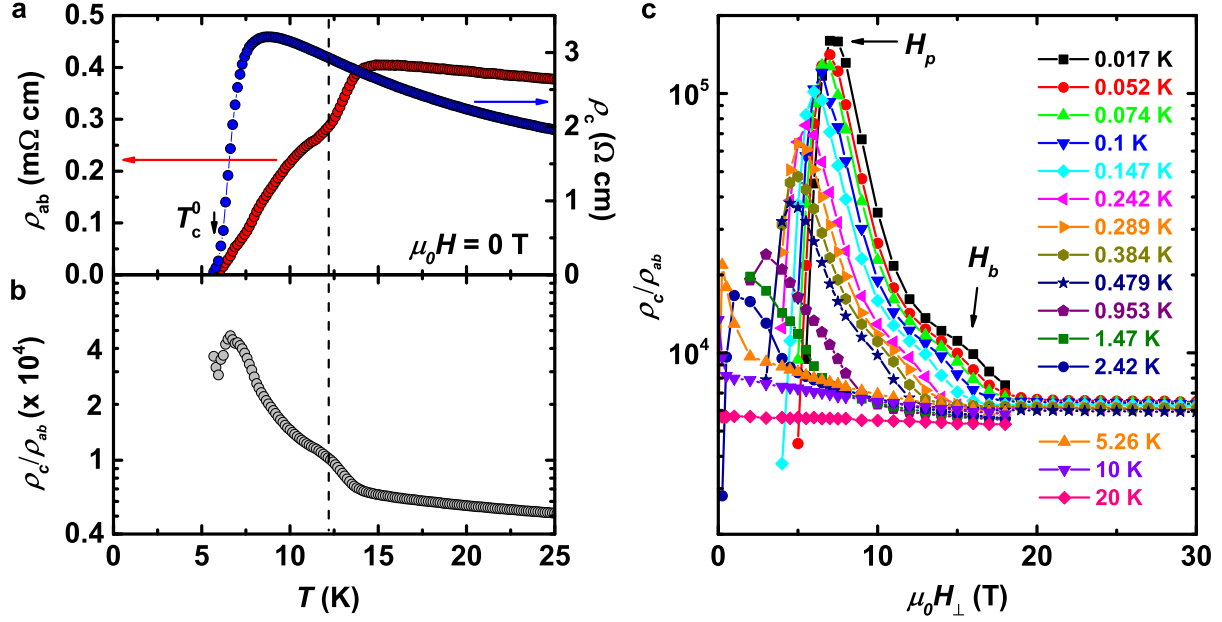 a
ρab (mΩ cm)
0.5
0.4
0.3
0.2
0.1
0.0
3
2
1
0
ρc (Ω cm)
T0c
μ0H = 0 T
b
ρc/ρab (x 10⁴)
4
2
1
0.4
0
5
10
15
20
25
T (K)
c
ρc/ρab
10⁵
10⁴
Hp
Hb
0.017 K
0.052 K
0.074 K
0.1 K
0.147 K
0.242 K
0.289 K
0.384 K
0.479 K
0.953 K
1.47 K
2.42 K
5.26 K
10 K
20 K
0
5
10
15
20
25
30
μ0H⊥ (T)